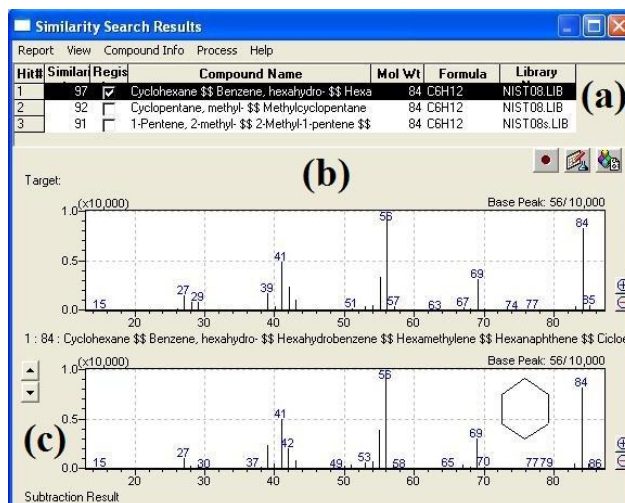 Similarity Search Results
Report View Compound Info Process Help
Hit# Similari Regis Compound Name Mol Wt Formula Library
1 97 Cyclohexane $$ Benzene, hexahydro- $$ Hexa 84 C6H12 NIST08.LIB
2 92 Cyclopentane, methyl- $$ Methylcyclopentane 84 C6H12 NIST08.LIB
3 91 1-Pentene, 2-methyl- $$ 2-Methyl-1-pentene $$ 84 C6H12 NIST08s.LIB
(a)
(b)
Target:
(x10,000) Base Peak: 56/10,000
1.0
0.5
0.0
15 27 29 39 41 51 56 57 63 67 69 74 77 84 85
20 30 40 50 60 70 80
1 : 84 : Cyclohexane $$ Benzene, hexahydro- $$ Hexahydrobenzene $$ Hexamethylene $$ Hexanaphthene $$ Cicloe
(x10,000) Base Peak: 56/10,000
1.0
0.5
0.0
15 27 30 37 41 42 49 53 56 58 65 69 70 77 79 84 86
20 30 40 50 60 70 80
(c)
Subtraction Result